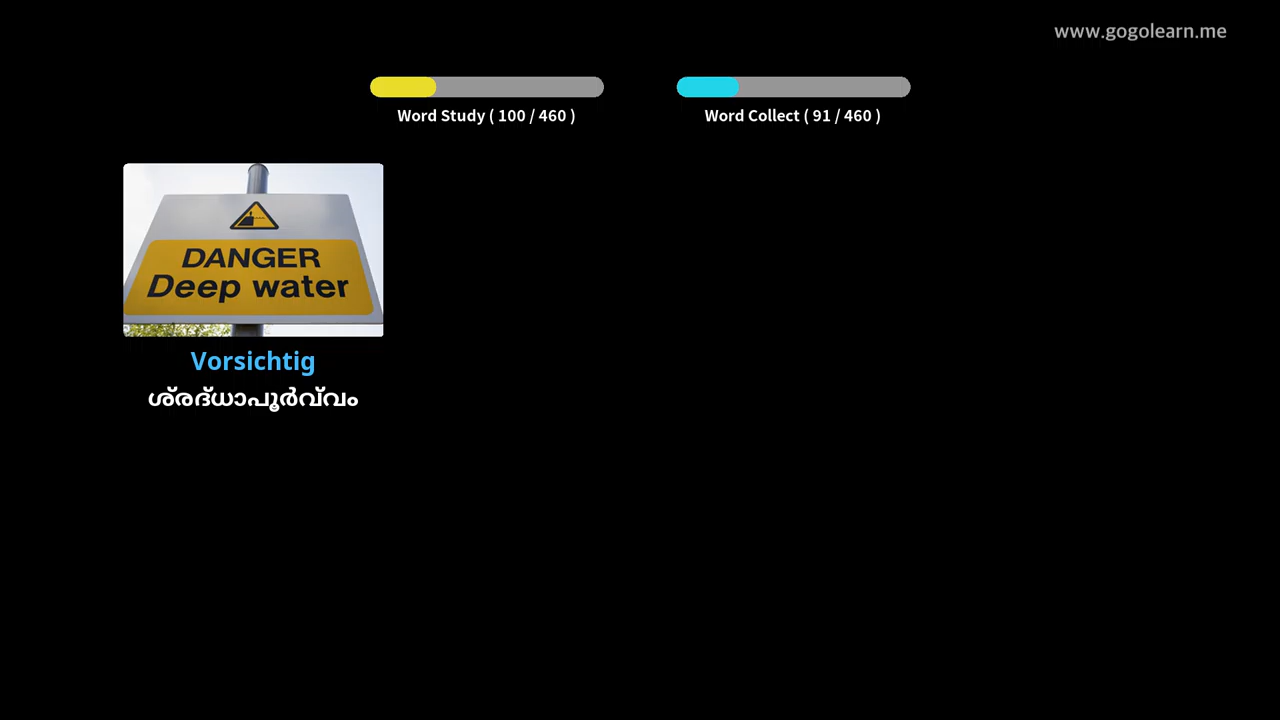 www.gogolearn.me
Word Study ( 100 / 460 )
Word Collect ( 91 / 460 )
DANGER
Deep water
Vorsichtig
ശ്രദ്ധാപൂർവ്വം